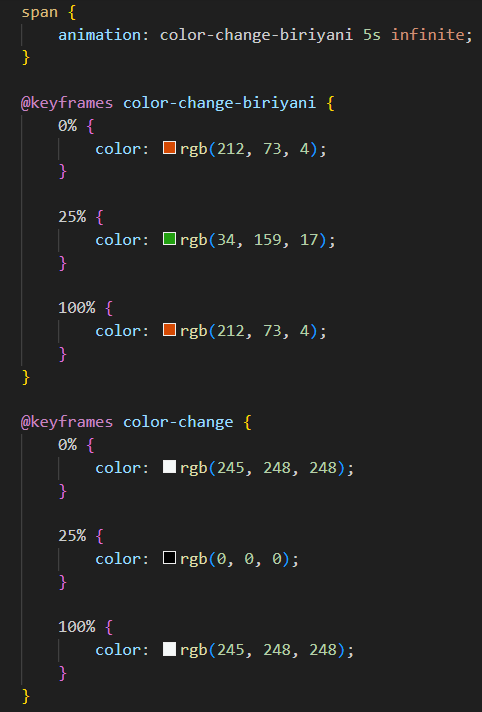 span {
    animation: color-change-biriyani 5s infinite;
}

@keyframes color-change-biriyani {
    0% {
        color: rgb(212, 73, 4);
    }

    25% {
        color: rgb(34, 159, 17);
    }

    100% {
        color: rgb(212, 73, 4);
    }
}

@keyframes color-change {
    0% {
        color: rgb(245, 248, 248);
    }

    25% {
        color: rgb(0, 0, 0);
    }

    100% {
        color: rgb(245, 248, 248);
    }
}